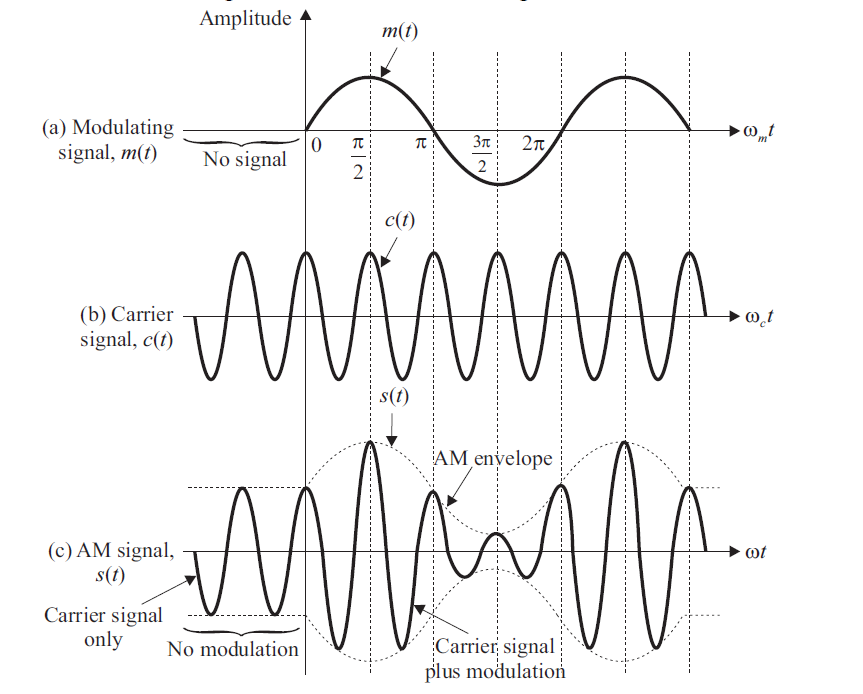 Amplitude
m(t)
(a) Modulating
signal, m(t)
No signal
0
π
2
π
3π
2
2π
ωmt
c(t)
(b) Carrier
signal, c(t)
ωct
s(t)
AM envelope
(c) AM signal,
s(t)
ωt
Carrier signal
only
No modulation
Carrier signal
plus modulation